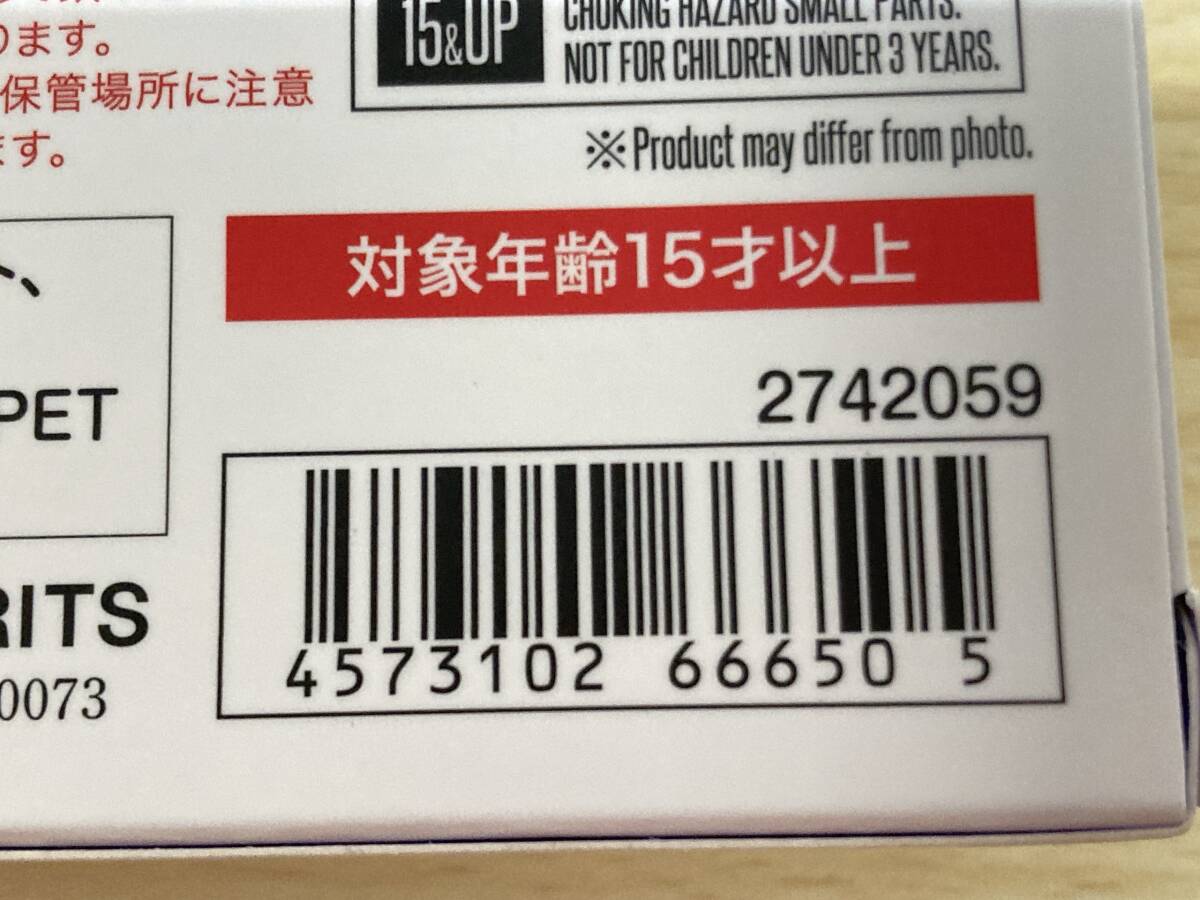 ります。
保管場所に注意
ます。
15&UP
CHOKING HAZARD SMALL PARTS.
NOT FOR CHILDREN UNDER 3 YEARS.
※Product may differ from photo.
対象年齢15才以上
PET
2742059
RITS
0073
4573102 66650 5